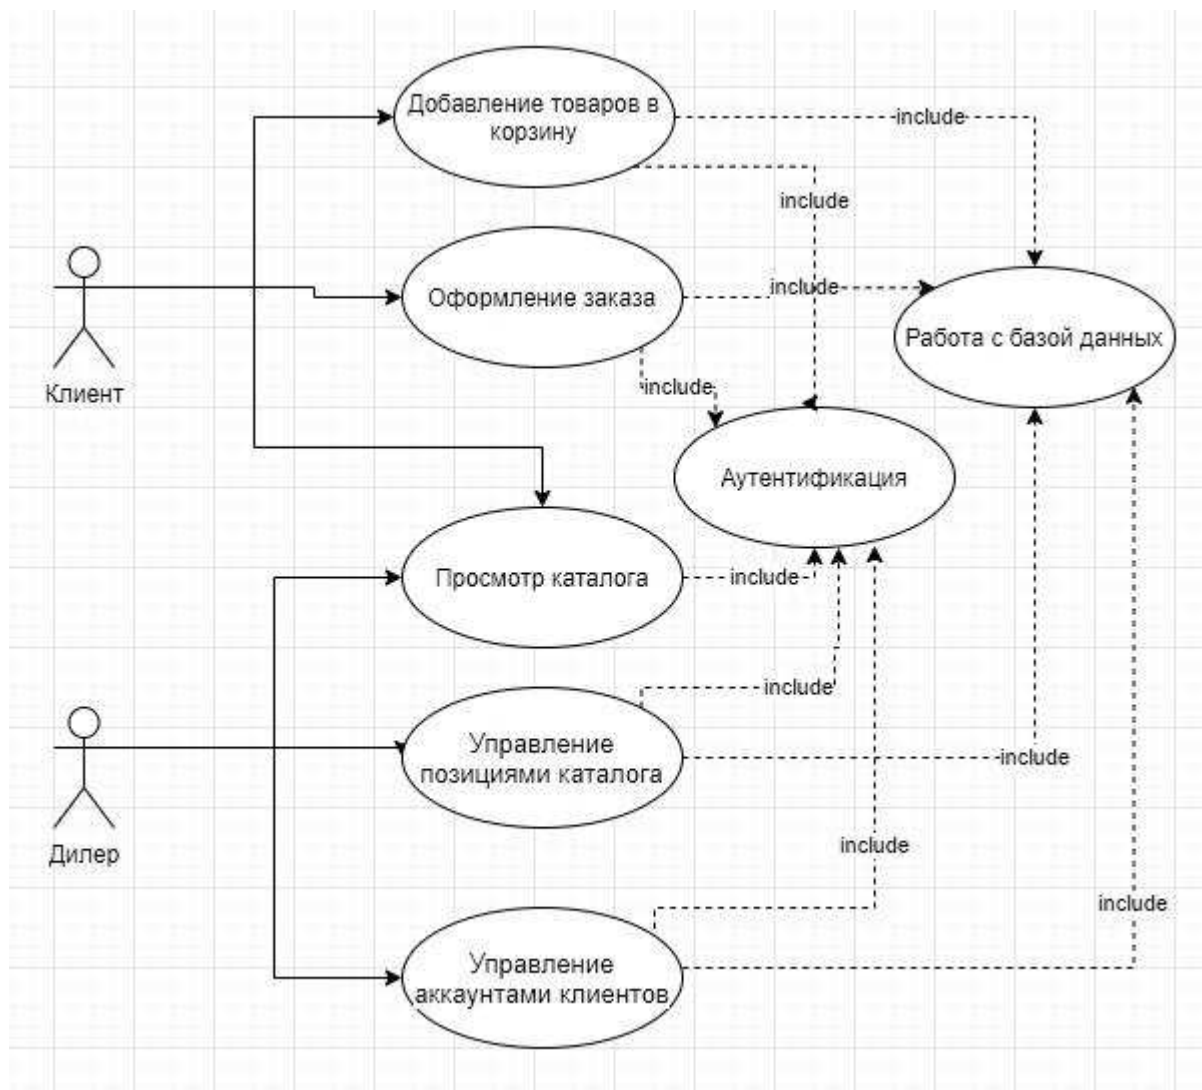 Добавление товаров в
корзину
include
include
Оформление заказа
include
Работа с базой данных
Клиент
include
Аутентификация
Просмотр каталога
include
include
Управление
позициями каталога
include
Дилер
include
include
Управление
аккаунтами клиентов